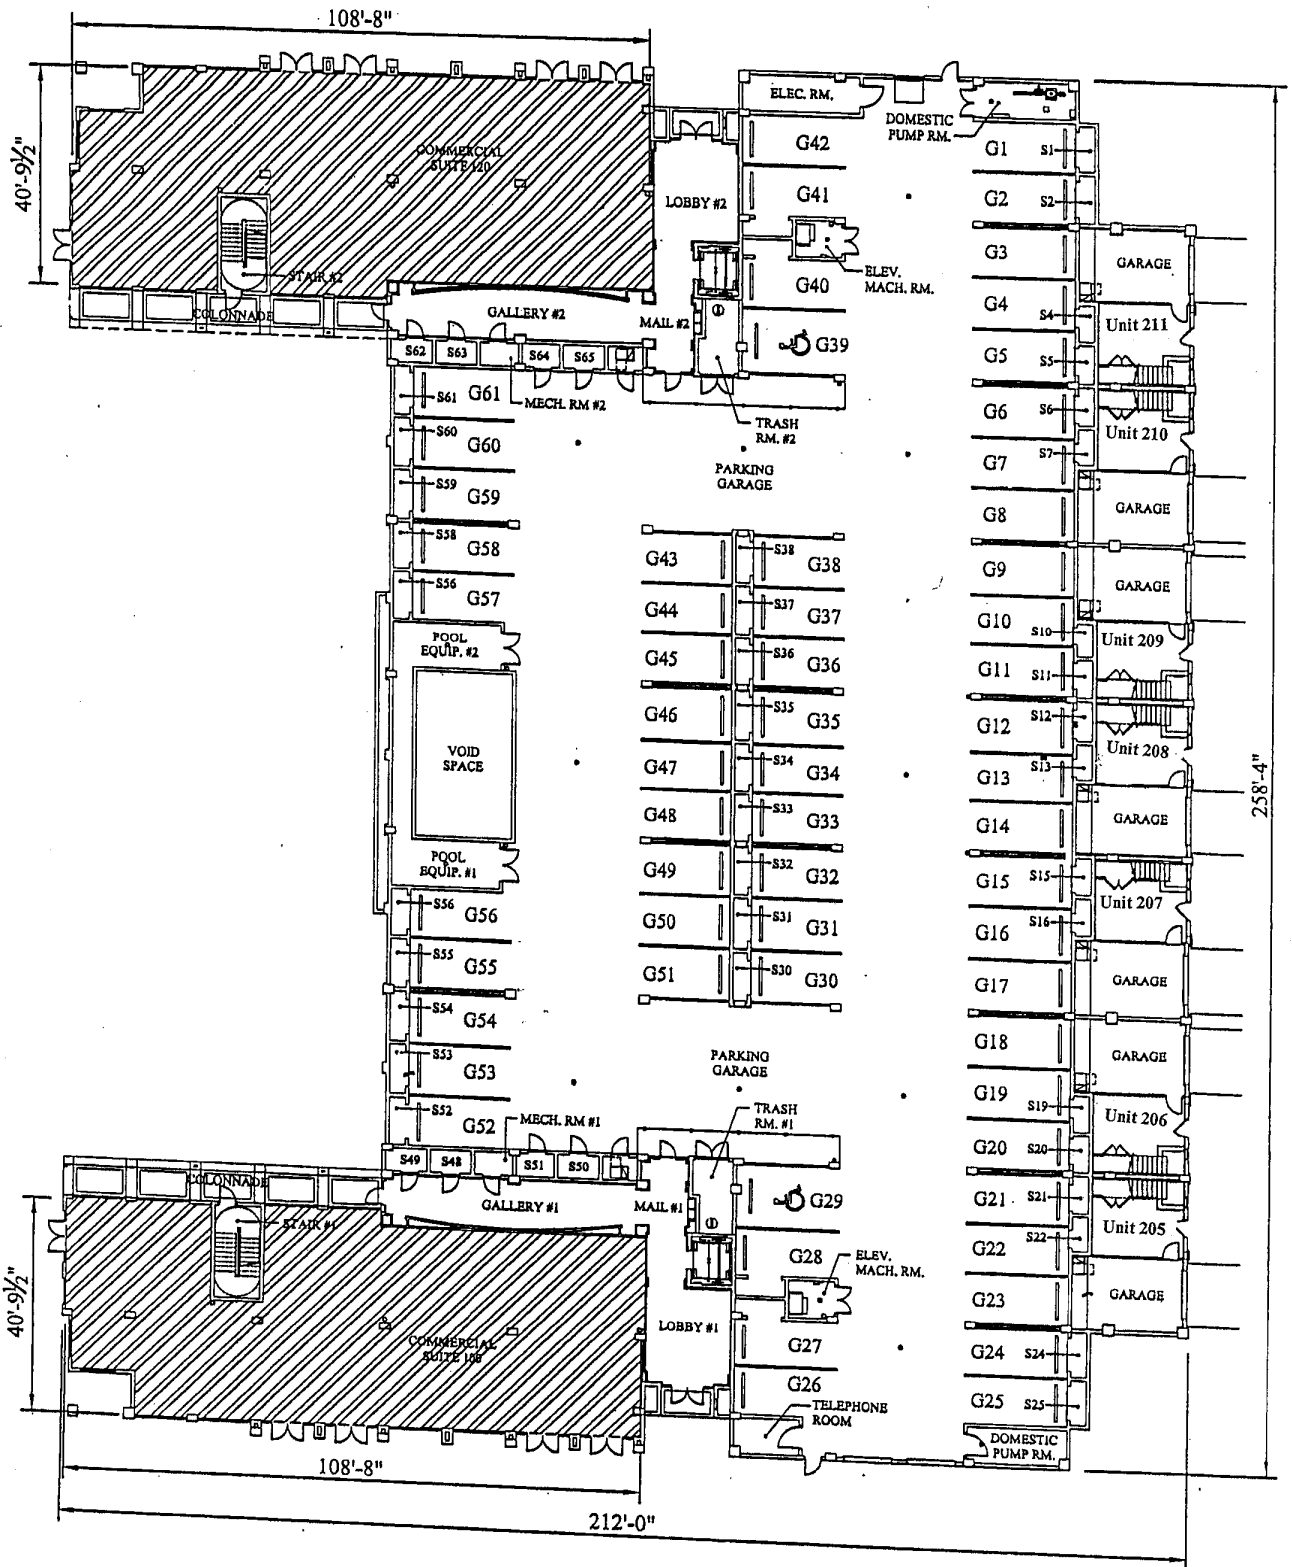 108'-8"
40'-9½"
COMMERCIAL
SUITE 120
STAIR #2
COLONNADE
GALLERY #2
LOBBY #2
MAIL #2
ELEC. RM.
DOMESTIC
PUMP RM.
ELEV.
MACH. RM.
TRASH
RM. #2
MECH. RM #2
S62
S63
S64
S65
G42
G41
G40
G39
G1
S1
G2
S2
G3
G4
S4
G5
S5
G6
S6
G7
S7
G8
G9
G10
S10
G11
S11
G12
S12
G13
S13
G14
G15
S15
G16
S16
G17
G18
G19
S19
G20
S20
G21
S21
G22
S22
G23
G24
S24
G25
S25
GARAGE
Unit 211
Unit 210
GARAGE
GARAGE
Unit 209
Unit 208
GARAGE
Unit 207
GARAGE
GARAGE
Unit 206
Unit 205
GARAGE
258'-4"
S61
G61
S60
G60
S59
G59
S58
G58
S56
G57
POOL
EQUIP. #2
VOID
SPACE
POOL
EQUIP. #1
S56
G56
S55
G55
S54
G54
S53
G53
S52
G52
PARKING
GARAGE
G43
S38
G38
G44
S37
G37
G45
S36
G36
G46
S35
G35
G47
S34
G34
G48
S33
G33
G49
S32
G32
G50
S31
G31
G51
S30
G30
PARKING
GARAGE
TRASH
RM. #1
MECH. RM #1
S49
S48
S51
S50
COLONNADE
STAIR #1
GALLERY #1
MAIL #1
G29
G28
ELEV.
MACH. RM.
LOBBY #1
G27
G26
TELEPHONE
ROOM
DOMESTIC
PUMP RM.
COMMERCIAL
SUITE 100
40'-9½"
108'-8"
212'-0"